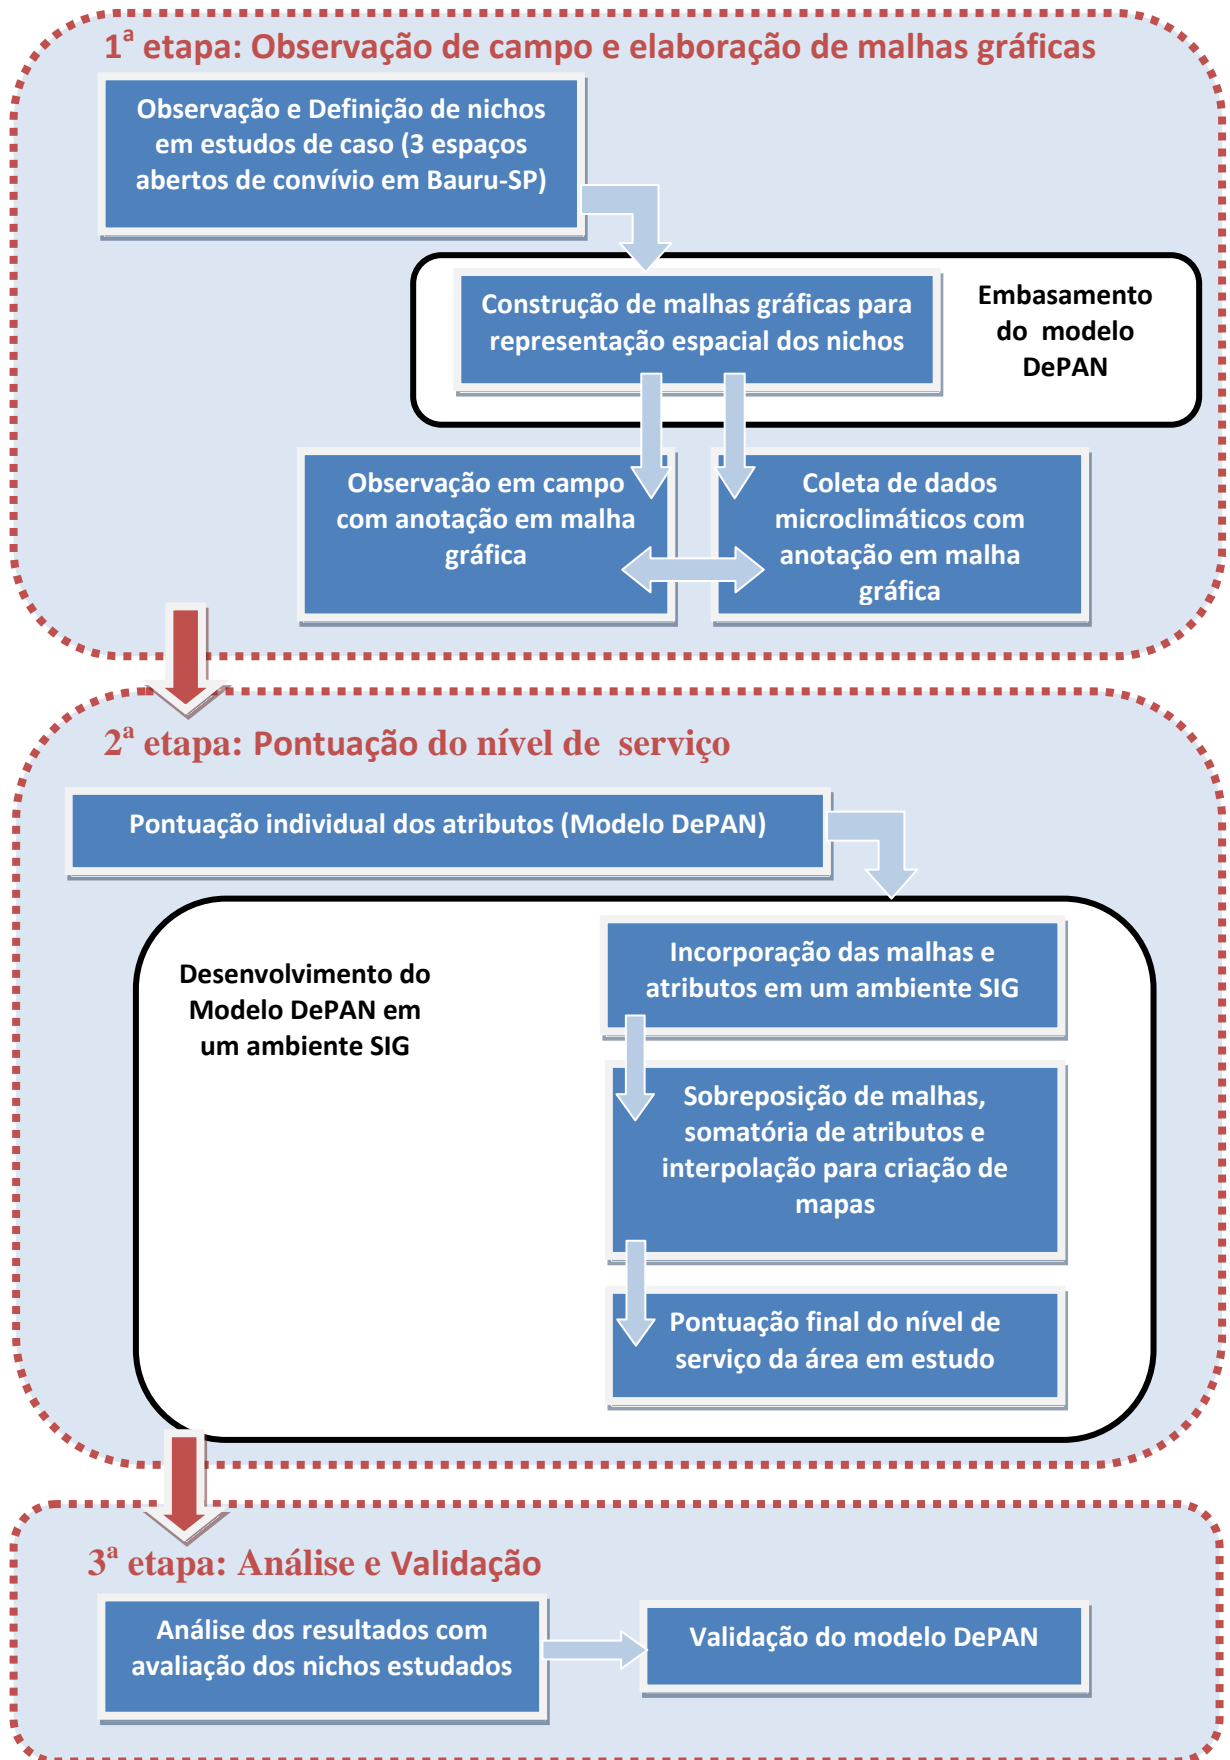 1ª etapa: Observação de campo e elaboração de malhas gráficas
Observação e Definição de nichos
em estudos de caso (3 espaços
abertos de convívio em Bauru-SP)
Construção de malhas gráficas para
representação espacial dos nichos
Embasamento
do modelo
DePAN
Observação em campo
com anotação em malha
gráfica
Coleta de dados
microclimáticos com
anotação em malha
gráfica
2ª etapa: Pontuação do nível de serviço
Pontuação individual dos atributos (Modelo DePAN)
Desenvolvimento do
Modelo DePAN em
um ambiente SIG
Incorporação das malhas e
atributos em um ambiente SIG
Sobreposição de malhas,
somatória de atributos e
interpolação para criação de
mapas
Pontuação final do nível de
serviço da área em estudo
3ª etapa: Análise e Validação
Análise dos resultados com
avaliação dos nichos estudados
Validação do modelo DePAN